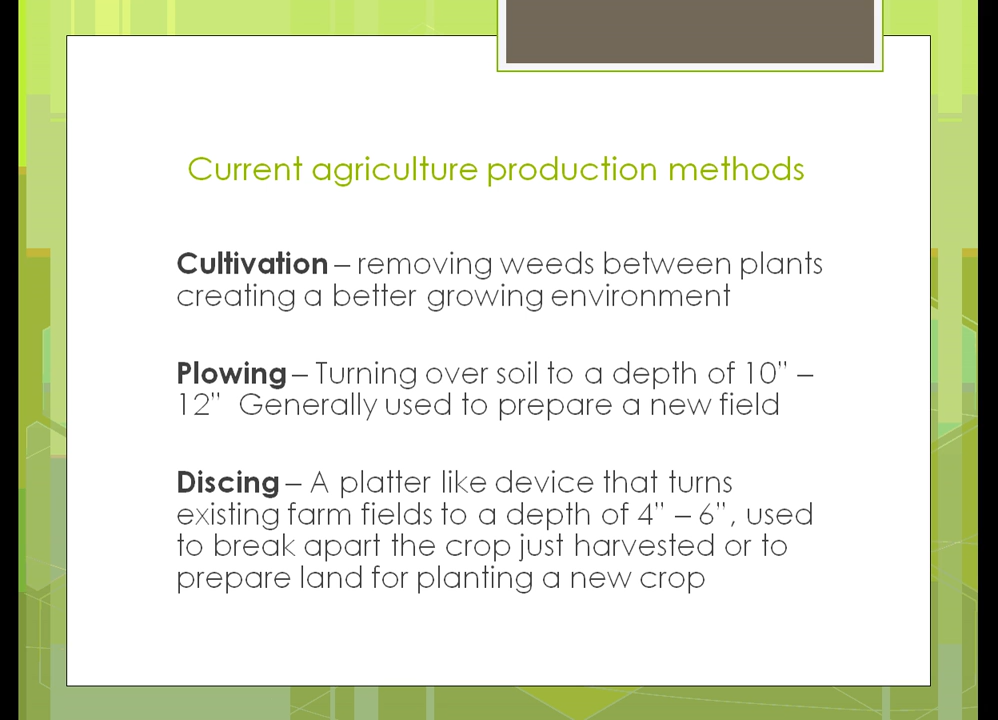 Current agriculture production methods
Cultivation – removing weeds between plants
creating a better growing environment
Plowing – Turning over soil to a depth of 10” –
12”  Generally used to prepare a new field
Discing – A platter like device that turns
existing farm fields to a depth of 4” – 6”, used
to break apart the crop just harvested or to
prepare land for planting a new crop